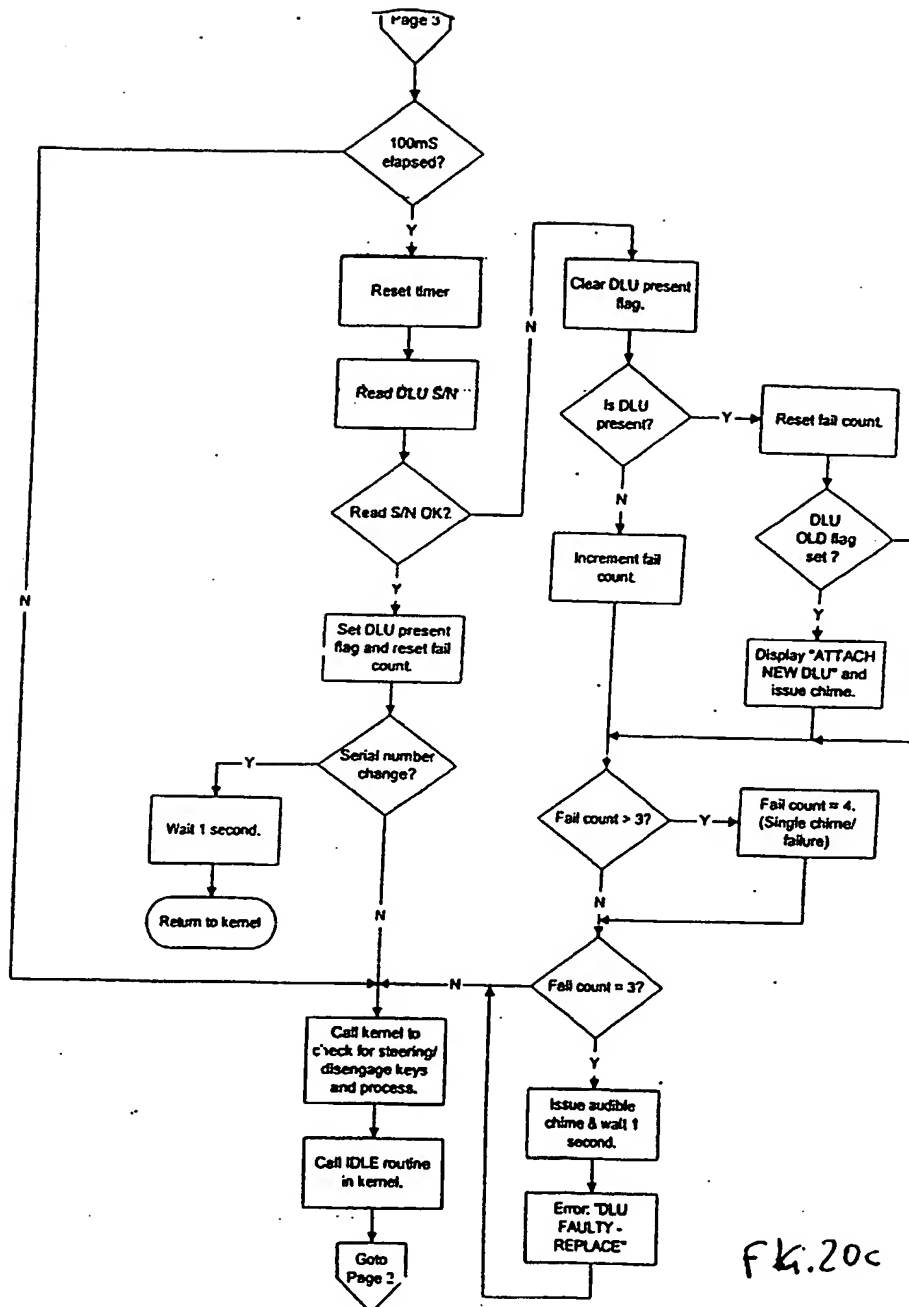 Page 3
100mS
elapsed?
Y
Reset timer
Read DLU S/N
Read S/N OK?
Y
Set DLU present
flag and reset fail
count.
Serial number
change?
Y
Wait 1 second.
Return to kernel
N
N
N
Clear DLU present
flag.
Is DLU
present?
Y
Reset fail count.
N
DLU
OLD flag
set ?
Increment fail
count.
Y
Display "ATTACH
NEW DLU" and
issue chime.
Fail count > 3?
Y
Fail count = 4.
(Single chime/
failure)
N
Fail count = 3?
N
Y
Call kernel to
check for steering/
disengage keys
and process.
Issue audible
chime & wait 1
second.
Call IDLE routine
in kernel.
Error: "DLU
FAULTY -
REPLACE"
Goto
Page 2
FIG. 20c